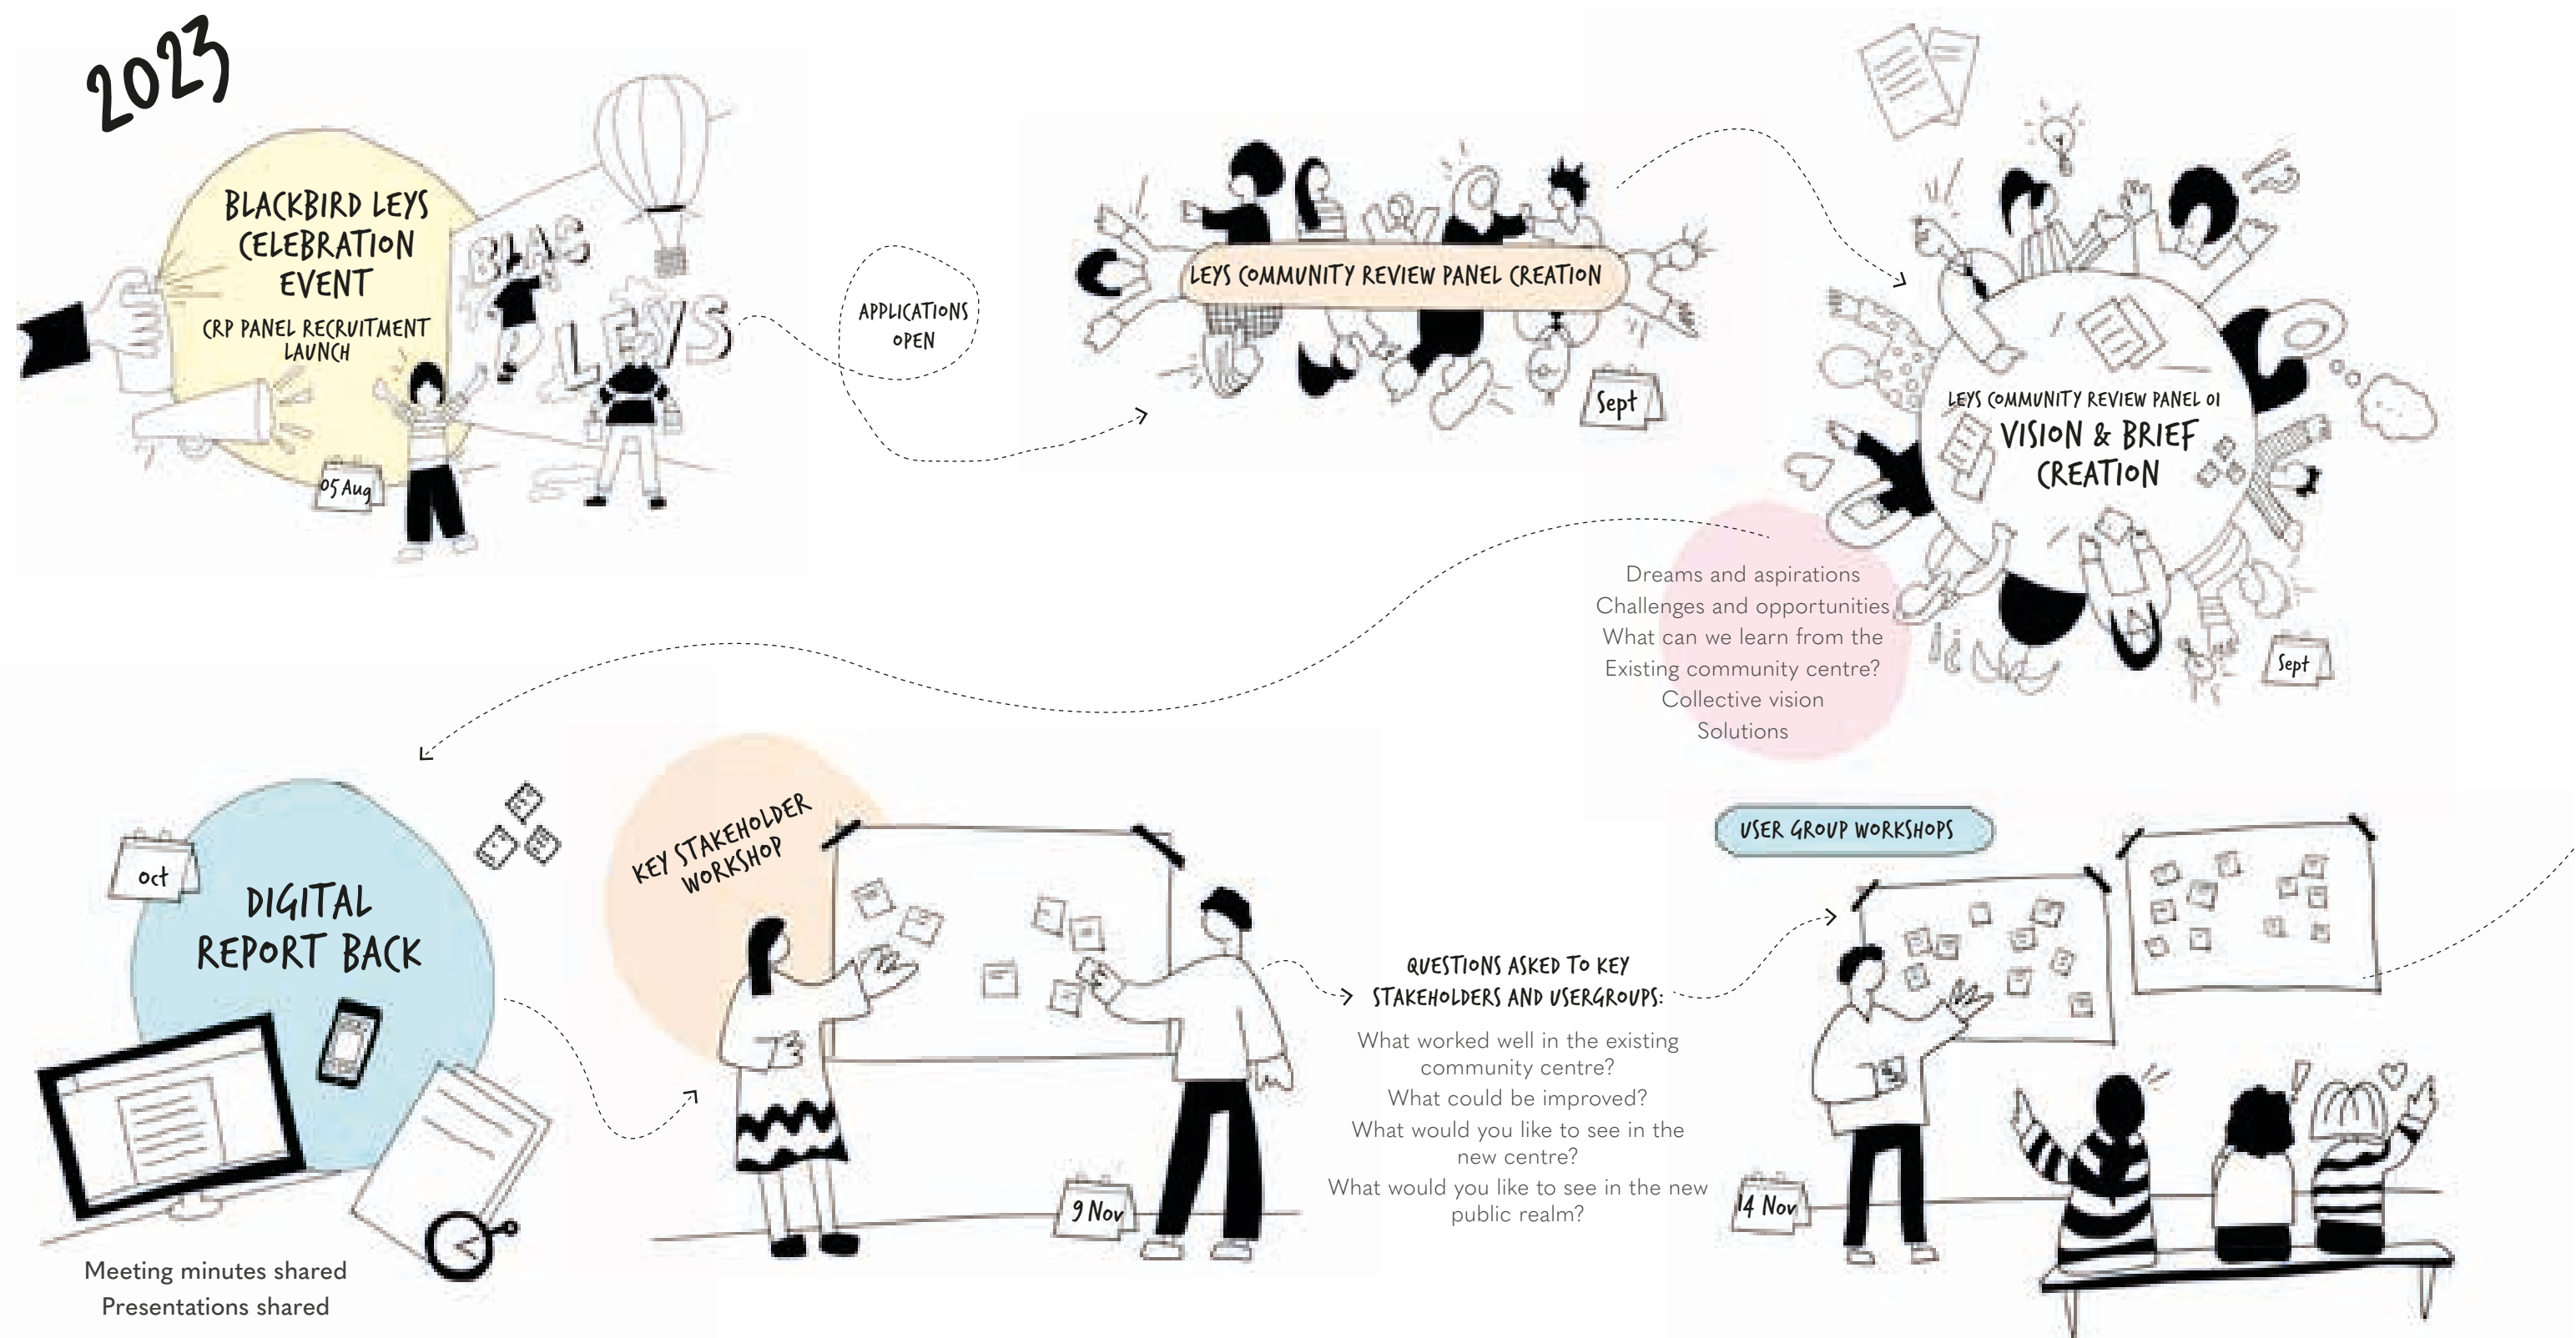 2023
BLACKBIRD LEYS
CELEBRATION
EVENT
CRP PANEL RECRUITMENT
LAUNCH
05 Aug
BLAC
LEYS
APPLICATIONS
OPEN
LEYS COMMUNITY REVIEW PANEL CREATION
Sept
LEYS COMMUNITY REVIEW PANEL 01
VISION & BRIEF
CREATION
Sept
Dreams and aspirations
Challenges and opportunities
What can we learn from the
Existing community centre?
Collective vision
Solutions
oct
DIGITAL
REPORT BACK
Meeting minutes shared
Presentations shared
KEY STAKEHOLDER
WORKSHOP
9 Nov
QUESTIONS ASKED TO KEY
STAKEHOLDERS AND USERGROUPS:
What worked well in the existing
community centre?
What could be improved?
What would you like to see in the
new centre?
What would you like to see in the new
public realm?
USER GROUP WORKSHOPS
14 Nov